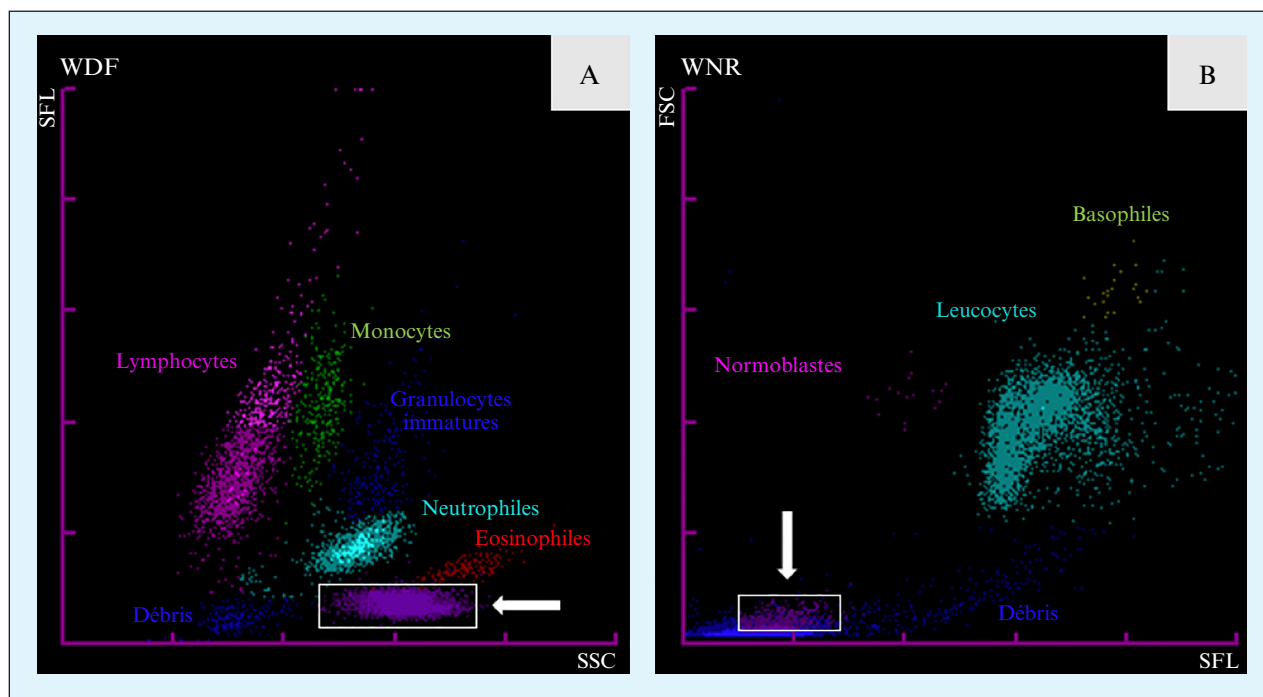 WDF
A
SFL
Monocytes
Lymphocytes
Granulocytes
immatures
Neutrophiles
Eosinophiles
Débris
SSC
WNR
B
FSC
Basophiles
Leucocytes
Normoblastes
Débris
SFL